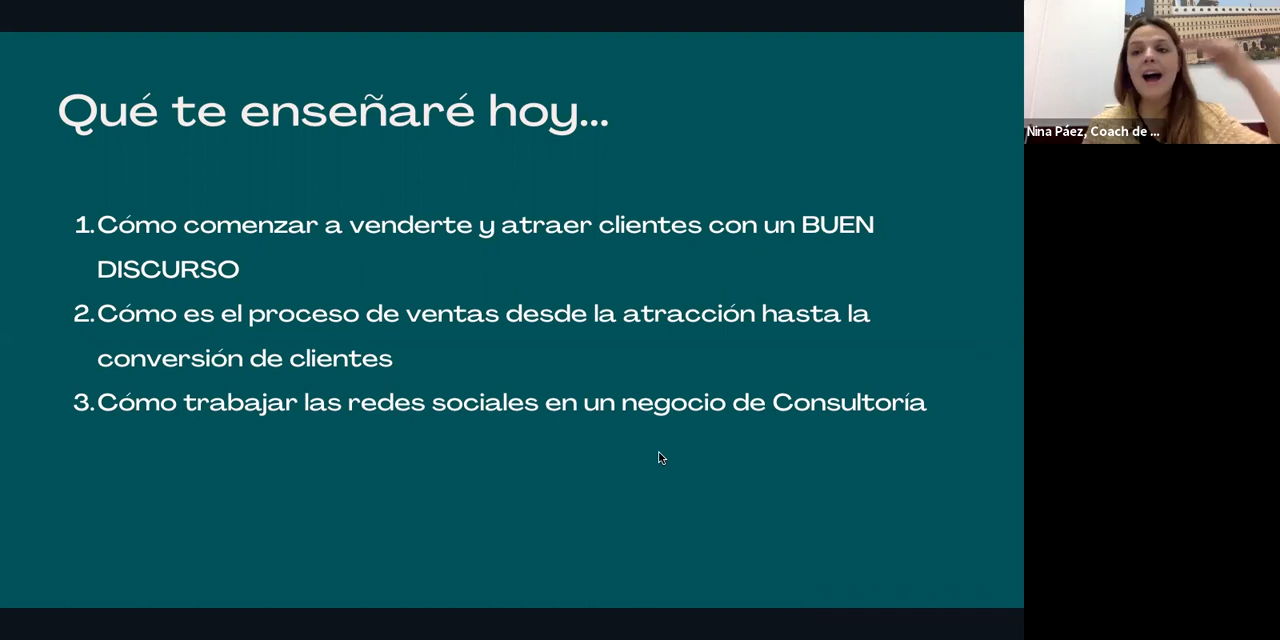 Qué te enseñaré hoy...
1. Cómo comenzar a venderte y atraer clientes con un BUEN
DISCURSO
2. Cómo es el proceso de ventas desde la atracción hasta la
conversión de clientes
3. Cómo trabajar las redes sociales en un negocio de Consultoría
Nina Páez, Coach de ...